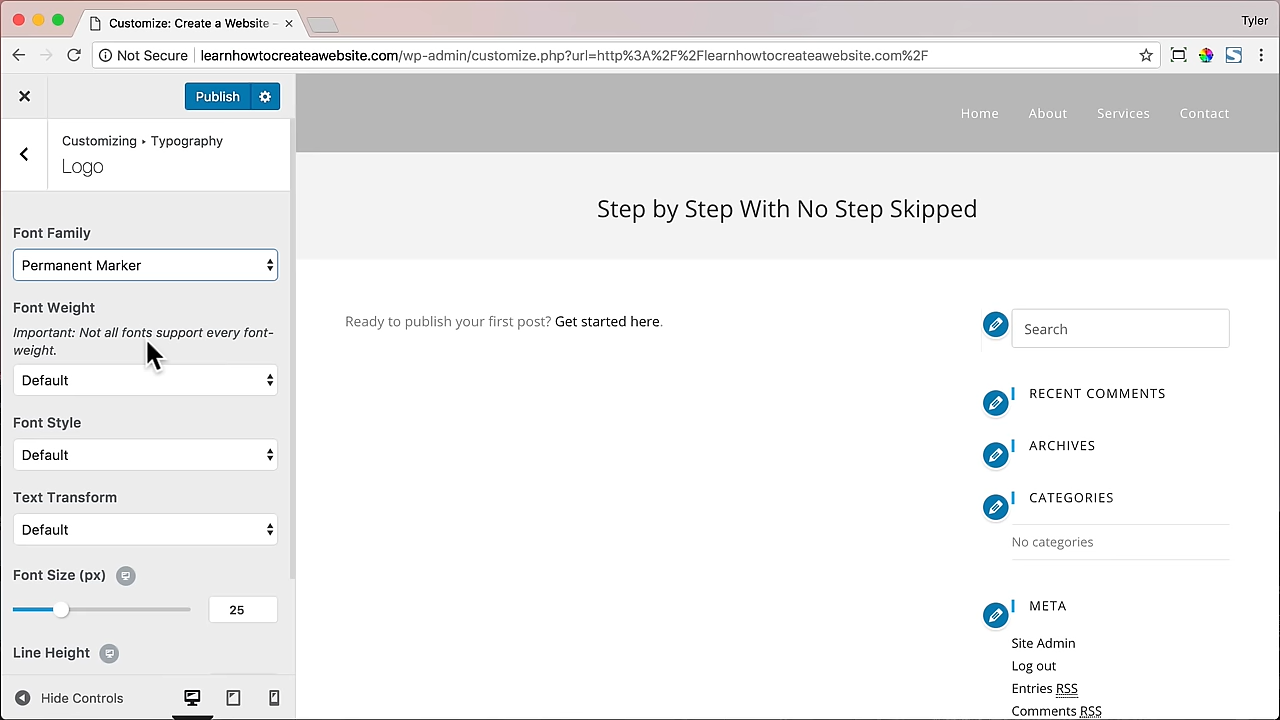 Customize: Create a Website –
Tyler
Not Secure
learnhowtocreateawebsite.com/wp-admin/customize.php?url=http%3A%2F%2Flearnhowtocreateawebsite.com%2F
Publish
Customizing ▸ Typography
Logo
Font Family
Permanent Marker
Font Weight
Important: Not all fonts support every font-
weight.
Default
Font Style
Default
Text Transform
Default
Font Size (px)
25
Line Height
Hide Controls
Home About Services Contact
Step by Step With No Step Skipped
Ready to publish your first post? Get started here.
Search
RECENT COMMENTS
ARCHIVES
CATEGORIES
No categories
META
Site Admin
Log out
Entries RSS
Comments RSS